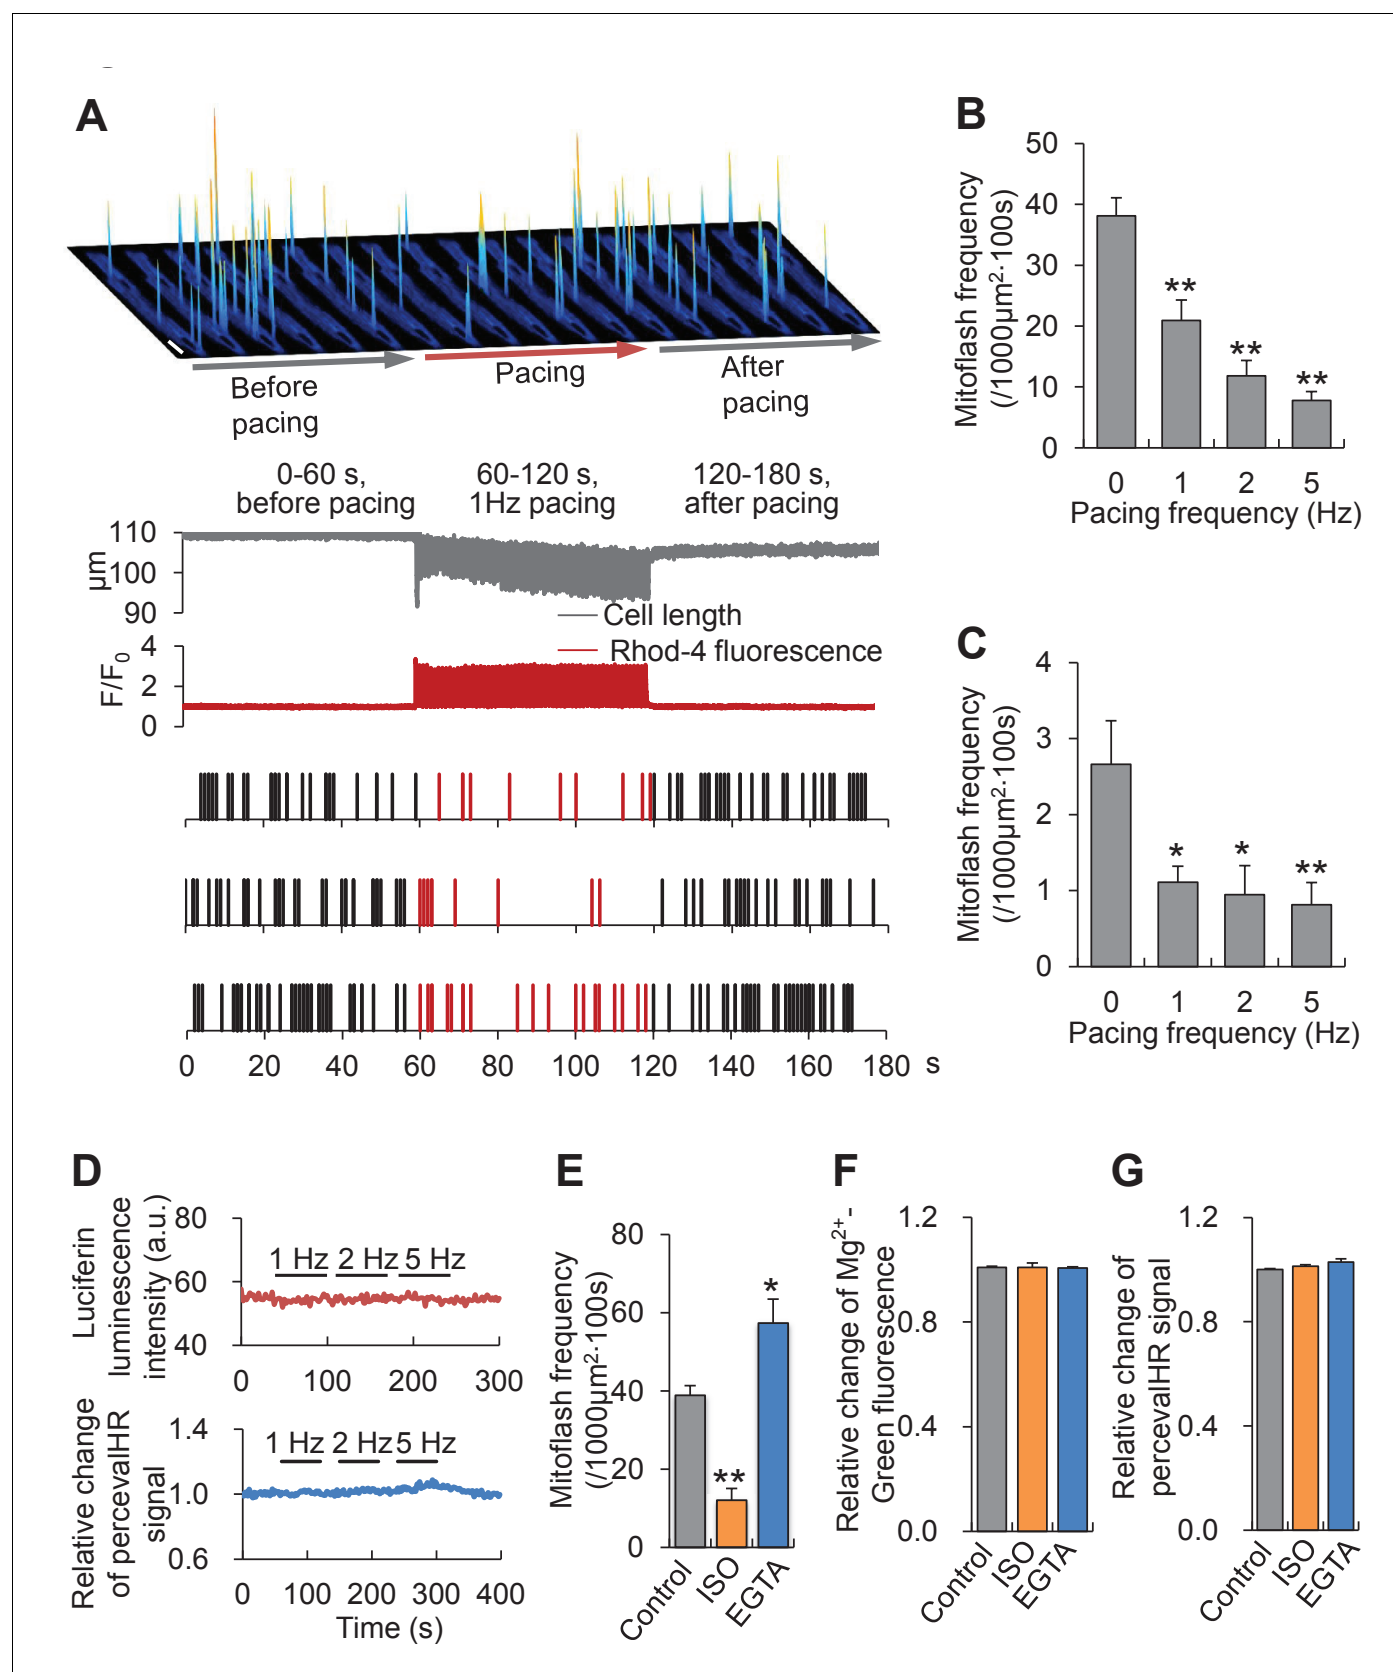 A
Before
pacing
Pacing
After
pacing
0-60 s,
before pacing
60-120 s,
1Hz pacing
120-180 s,
after pacing
110
100
90
µm
Cell length
4
2
0
F/F0
Rhod-4 fluorescence
0 20 40 60 80 100 120 140 160 180 s
B
Mitoflash frequency
(/1000µm²·100s)
50
40
30
20
10
0
**
**
**
0 1 2 5
Pacing frequency (Hz)
C
Mitoflash frequency
(/1000µm²·100s)
4
3
2
1
0
*
*
**
0 1 2 5
Pacing frequency (Hz)
D
Luciferin
luminescence
intensity (a.u.)
80
60
40
1 Hz 2 Hz 5 Hz
0 100 200 300
Relative change
of percevalHR
signal
1.4
1.0
0.6
1 Hz 2 Hz 5 Hz
0 100 200 300 400
Time (s)
E
Mitoflash frequency
(/1000µm²·100s)
80
60
40
20
0
**
*
Control
ISO
EGTA
F
Relative change of Mg²⁺-
Green fluorescence
1.2
0.8
0.4
0.0
Control
ISO
EGTA
G
Relative change of
percevalHR signal
1.2
0.8
0.4
0.0
Control
ISO
EGTA